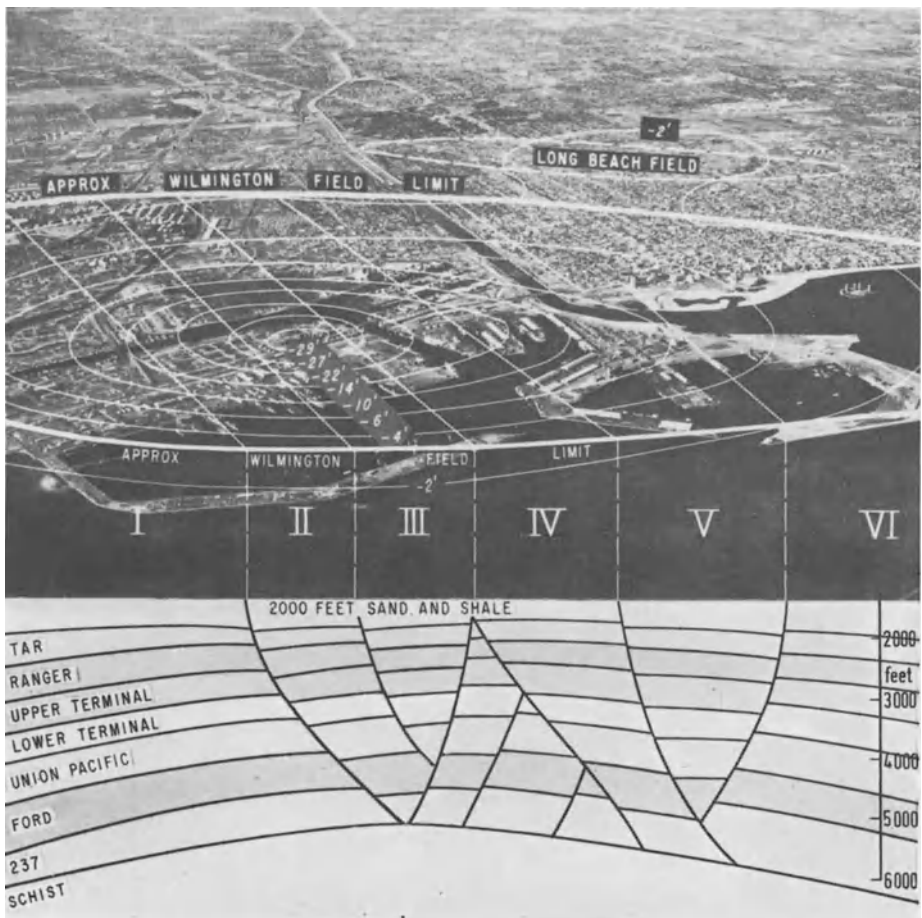 -2'
LONG BEACH FIELD
APPROX WILMINGTON FIELD LIMIT
-29'
-27'
-22'
-14'
-10'
-6'
-4'
APPROX WILMINGTON FIELD LIMIT
-2'
I II III IV V VI
2000 FEET SAND AND SHALE
TAR
2000
RANGER
feet
UPPER TERMINAL
3000
LOWER TERMINAL
UNION PACIFIC
4000
FORD
5000
237
6000
SCHIST